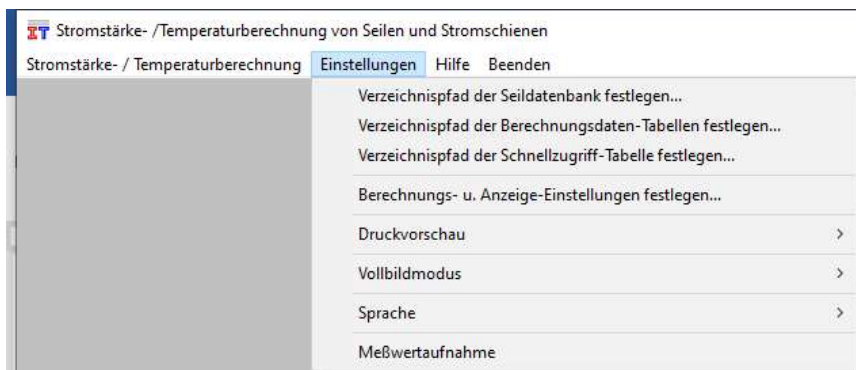 IT Stromstärke- /Temperaturberechnung von Seilen und Stromschienen
Stromstärke- / Temperaturberechnung Einstellungen Hilfe Beenden
Verzeichnispfad der Seildatenbank festlegen...
Verzeichnispfad der Berechnungsdaten-Tabellen festlegen...
Verzeichnispfad der Schnellzugriff-Tabelle festlegen...
Berechnungs- u. Anzeige-Einstellungen festlegen...
Druckvorschau
Vollbildmodus
Sprache
Meßwertaufnahme